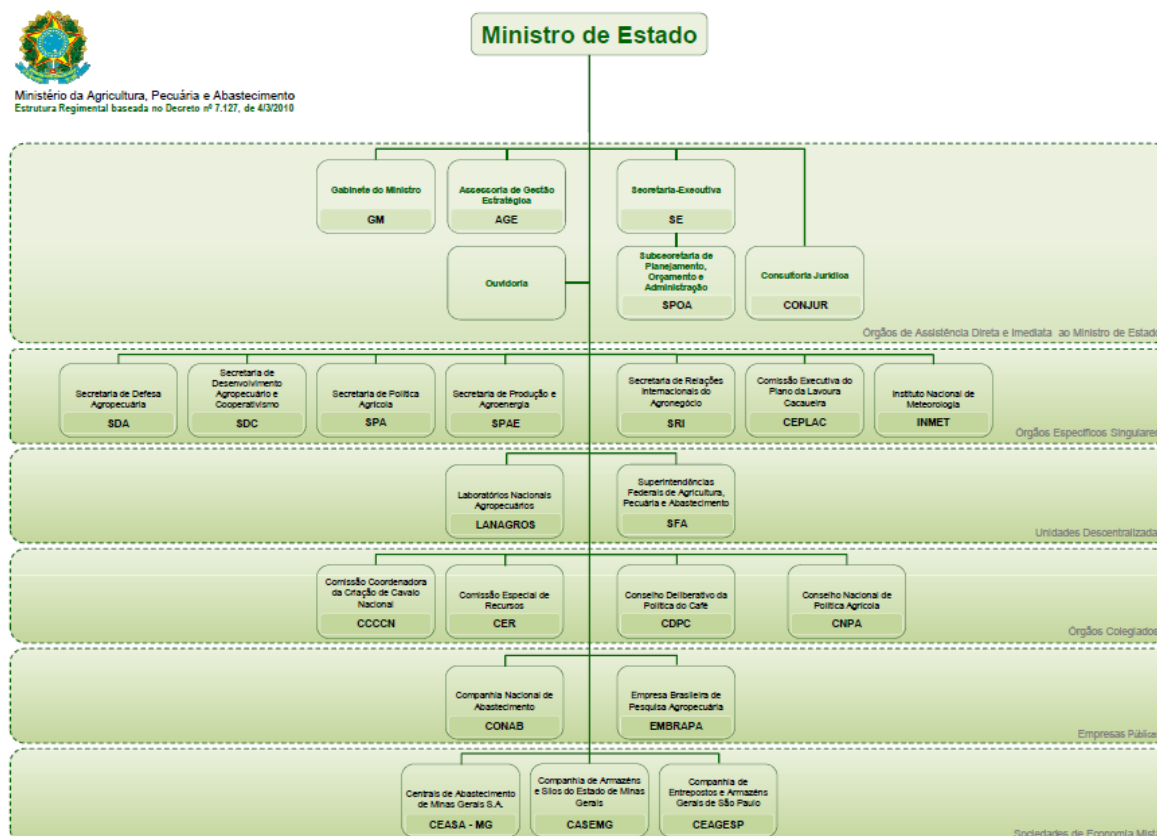 Ministro de Estado
Ministério da Agricultura, Pecuária e Abastecimento
Estrutura Regimental baseada no Decreto nº 7.127, de 4/3/2010
Gabinete do Ministro
GM
Assessoria de Gestão
Estratégica
AGE
Secretaria-Executiva
SE
Ouvidoria
Subsecretaria de
Planejamento,
Orçamento e
Administração
SPOA
Consultoria Jurídica
CONJUR
Órgãos de Assistência Direta e Imediata ao Ministro de Estado
Secretaria de Defesa
Agropecuária
SDA
Secretaria de
Desenvolvimento
Agropecuário e
Cooperativismo
SDC
Secretaria de Política
Agrícola
SPA
Secretaria de Produção e
Agroenergia
SPAE
Secretaria de Relações
Internacionais do
Agronegócio
SRI
Comissão Executiva do
Plano da Lavoura
Cacaueira
CEPLAC
Instituto Nacional de
Meteorologia
INMET
Órgãos Específicos Singulares
Laboratórios Nacionais
Agropecuários
LANAGROS
Superintendências
Federais de Agricultura,
Pecuária e Abastecimento
SFA
Unidades Descentralizada
Comissão Coordenadora
da Criação de Cavalo
Nacional
CCCCN
Comissão Especial de
Recursos
CER
Conselho Deliberativo da
Política do Café
CDPC
Conselho Nacional de
Política Agrícola
CNPA
Órgãos Colegiados
Companhia Nacional de
Abastecimento
CONAB
Empresa Brasileira de
Pesquisa Agropecuária
EMBRAPA
Empresas Públicas
Centrais de Abastecimento
de Minas Gerais S.A.
CEASA - MG
Companhia de Armazéns
e Silos do Estado de Minas
Gerais
CASEMG
Companhia de
Entrepostos e Armazéns
Gerais de São Paulo
CEAGESP
Sociedades de Economia Mist